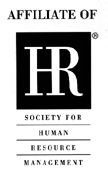 AFFILIATE OF
HR®
SOCIETY FOR
HUMAN
RESOURCE
MANAGEMENT